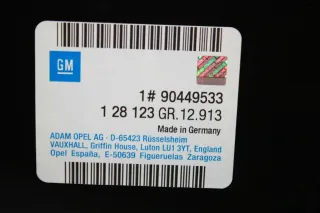 GM
1# 90449533
1 28 123 GR.12.913
Made in Germany
ADAM OPEL AG - D-65423 Rüsselsheim
VAUXHALL, Griffin House, Luton LU1 3YT, England
Opel España, E-50639 Figueruelas Zaragoza